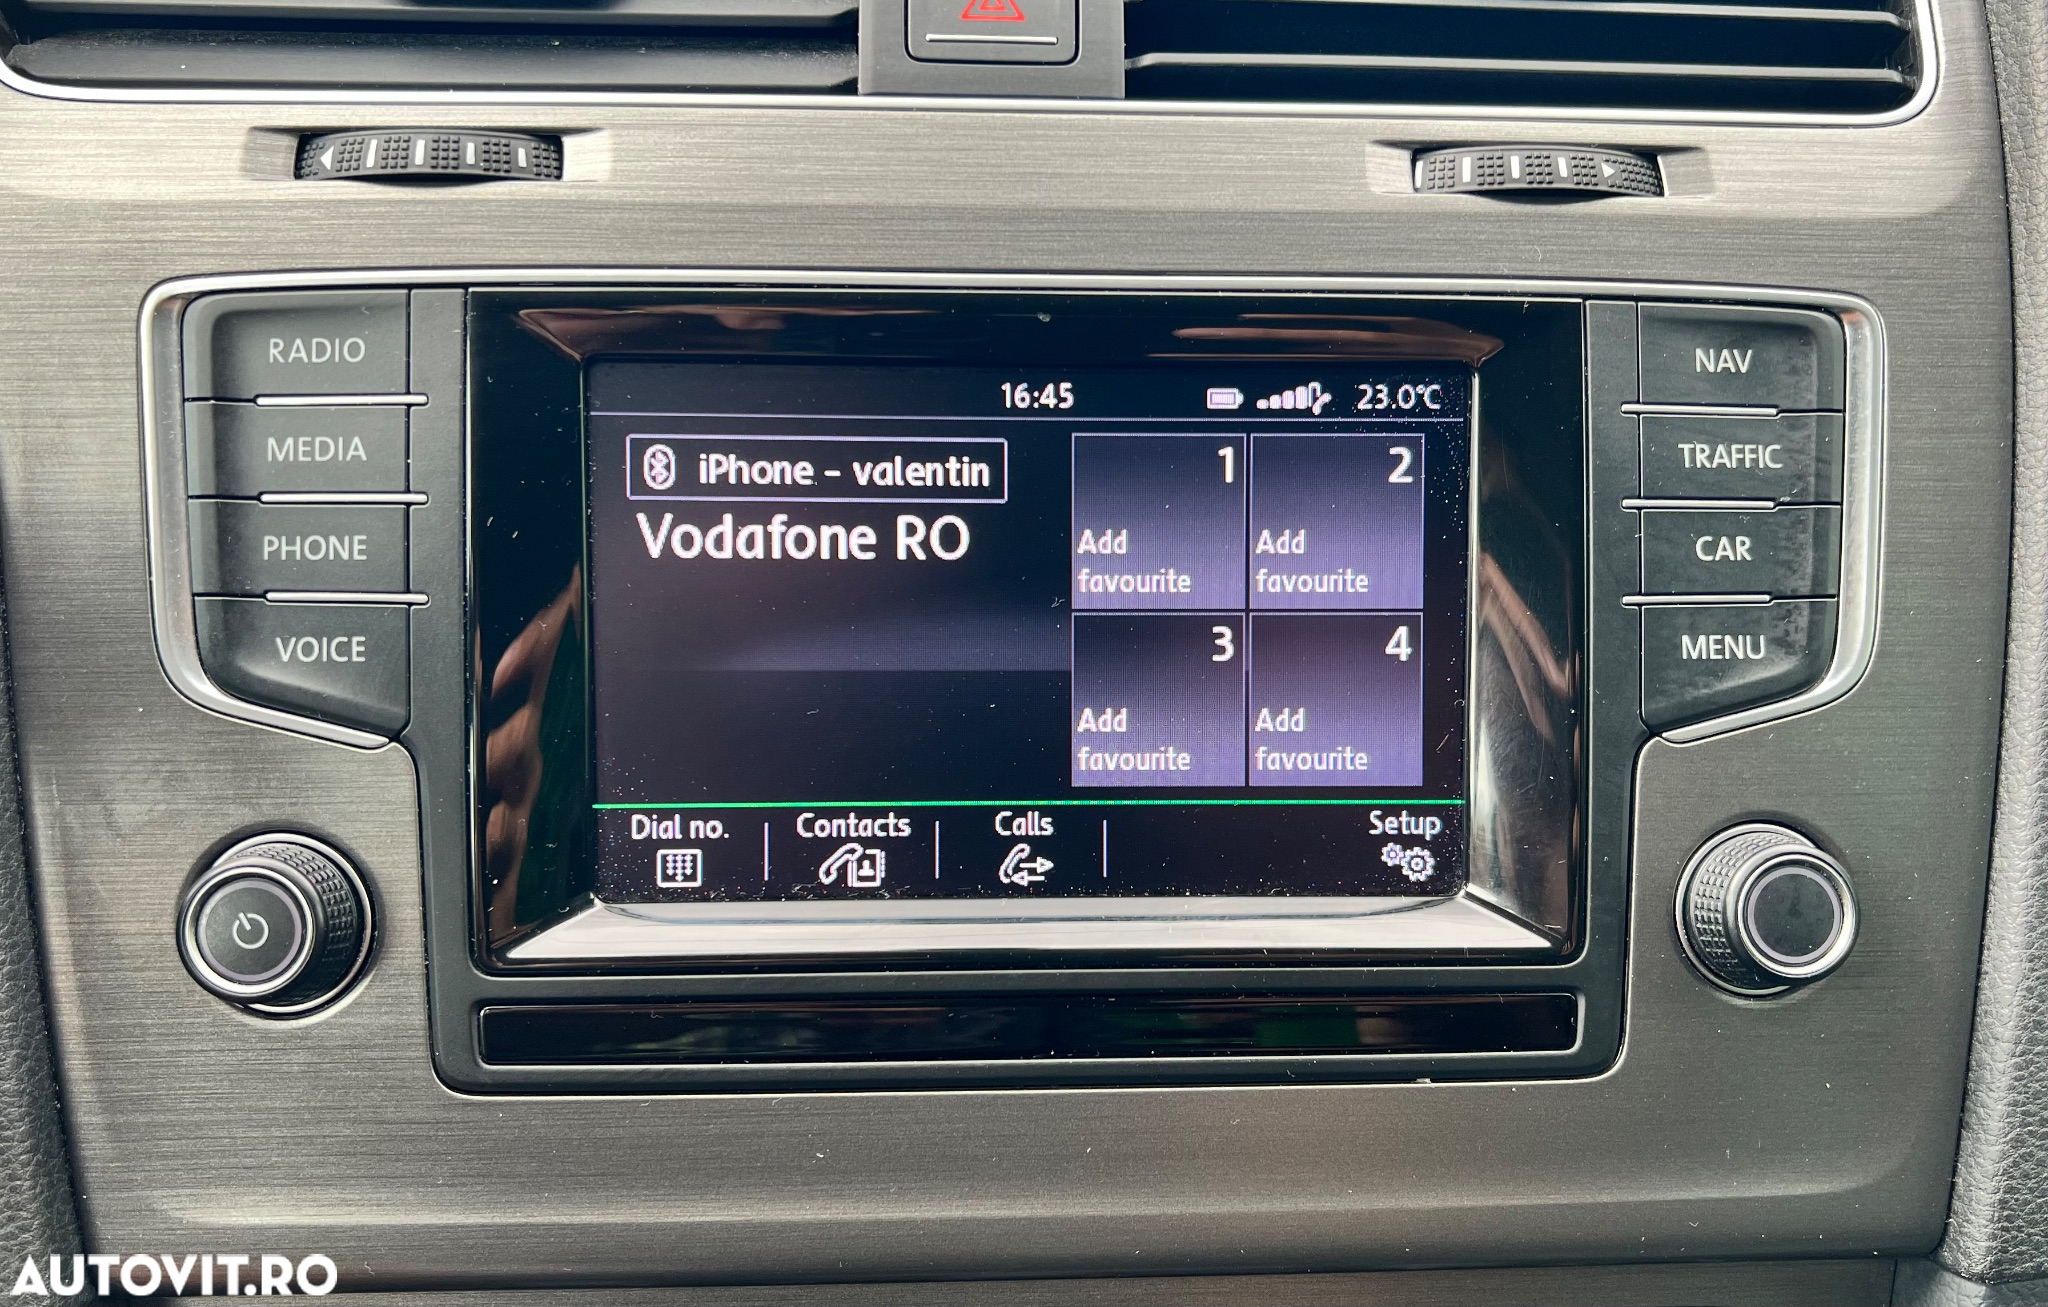 RADIO
MEDIA
PHONE
VOICE
16:45
23.0°C
iPhone - valentin
Vodafone RO
1
Add
favourite
2
Add
favourite
3
Add
favourite
4
Add
favourite
Dial no.
Contacts
Calls
Setup
NAV
TRAFFIC
CAR
MENU
AUTOVIT.RO